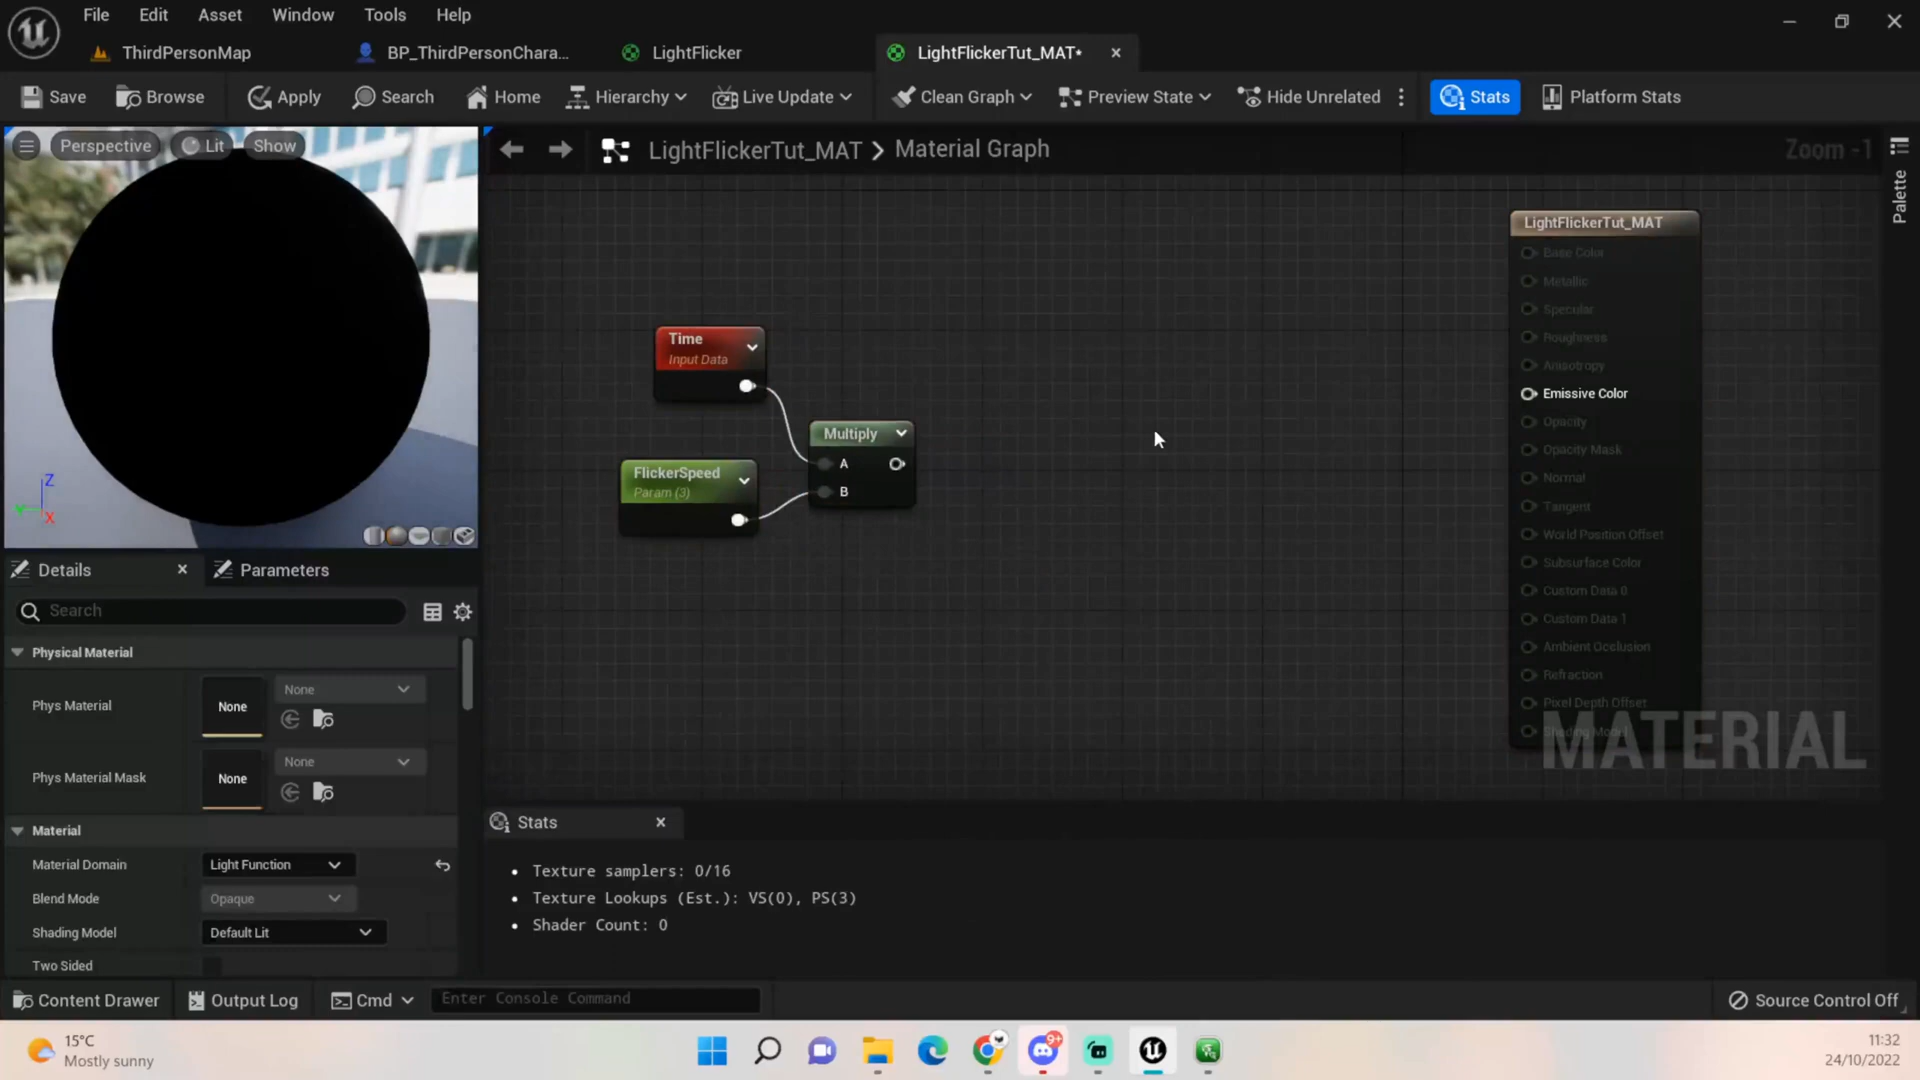 File Edit Asset Window Tools Help
ThirdPersonMap BP_ThirdPersonChara... LightFlicker LightFlickerTut_MAT*
Save Browse Apply Search Home Hierarchy Live Update Clean Graph Preview State Hide Unrelated Stats Platform Stats
Perspective Lit Show
LightFlickerTut_MAT > Material Graph Zoom -1
Palette
LightFlickerTut_MAT
Base Color
Metallic
Specular
Roughness
Anisotropy
Emissive Color
Opacity
Opacity Mask
Normal
Tangent
World Position Offset
Subsurface Color
Custom Data 0
Custom Data 1
Ambient Occlusion
Refraction
Pixel Depth Offset
Shading Model
MATERIAL
Time
Input Data
Multiply
A
B
FlickerSpeed
Param (3)
Z
X
Details Parameters
Search
Physical Material
Phys Material None None
Phys Material Mask None None
Material
Material Domain Light Function
Blend Mode Opaque
Shading Model Default Lit
Two Sided
Stats
Texture samplers: 0/16
Texture Lookups (Est.): VS(0), PS(3)
Shader Count: 0
Content Drawer Output Log Cmd Enter Console Command Source Control Off
15°C
Mostly sunny
9+
11:32
24/10/2022